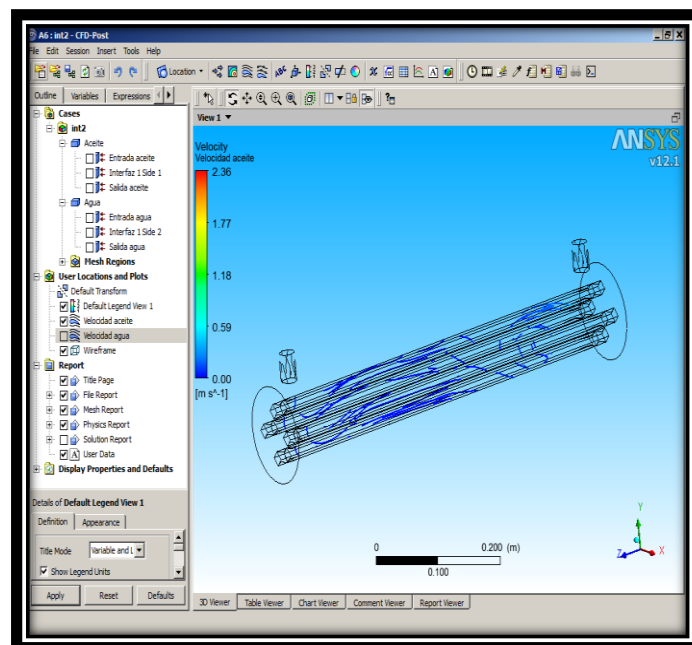 A6 : int2 - CFD-Post
File Edit Session Insert Tools Help
Location
Outline Variables Expressions
Cases
int2
Aceite
Entrada aceite
Interfaz 1 Side 1
Salida aceite
Agua
Entrada agua
Interfaz 1 Side 2
Salida agua
Mesh Regions
User Locations and Plots
Default Transform
Default Legend View 1
Velocidad aceite
Velocidad agua
Wireframe
Report
Title Page
File Report
Mesh Report
Physics Report
Solution Report
User Data
Display Properties and Defaults
Details of Default Legend View 1
Definition Appearance
Title Mode Variable and L
Show Legend Units
Apply Reset Defaults
View 1
ANSYS
v12.1
Velocity
Velocidad aceite
2.36
1.77
1.18
0.59
0.00
[m s^-1]
Y
Z X
0 0.200 (m)
0.100
3D Viewer Table Viewer Chart Viewer Comment Viewer Report Viewer